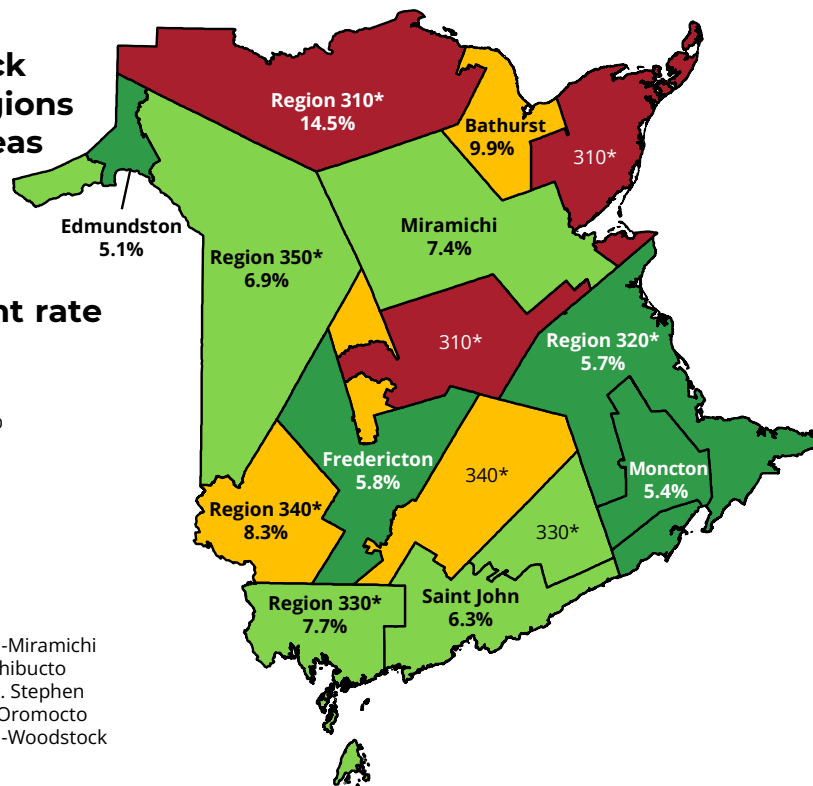 ck
gions
eas
nt rate
Region 310*
14.5%
Bathurst
9.9%
310*
Edmundston
5.1%
Region 350*
6.9%
Miramichi
7.4%
310*
Region 320*
5.7%
Fredericton
5.8%
340*
Moncton
5.4%
Region 340*
8.3%
330*
Region 330*
7.7%
Saint John
6.3%
-Miramichi
hibucto
. Stephen
Oromocto
-Woodstock